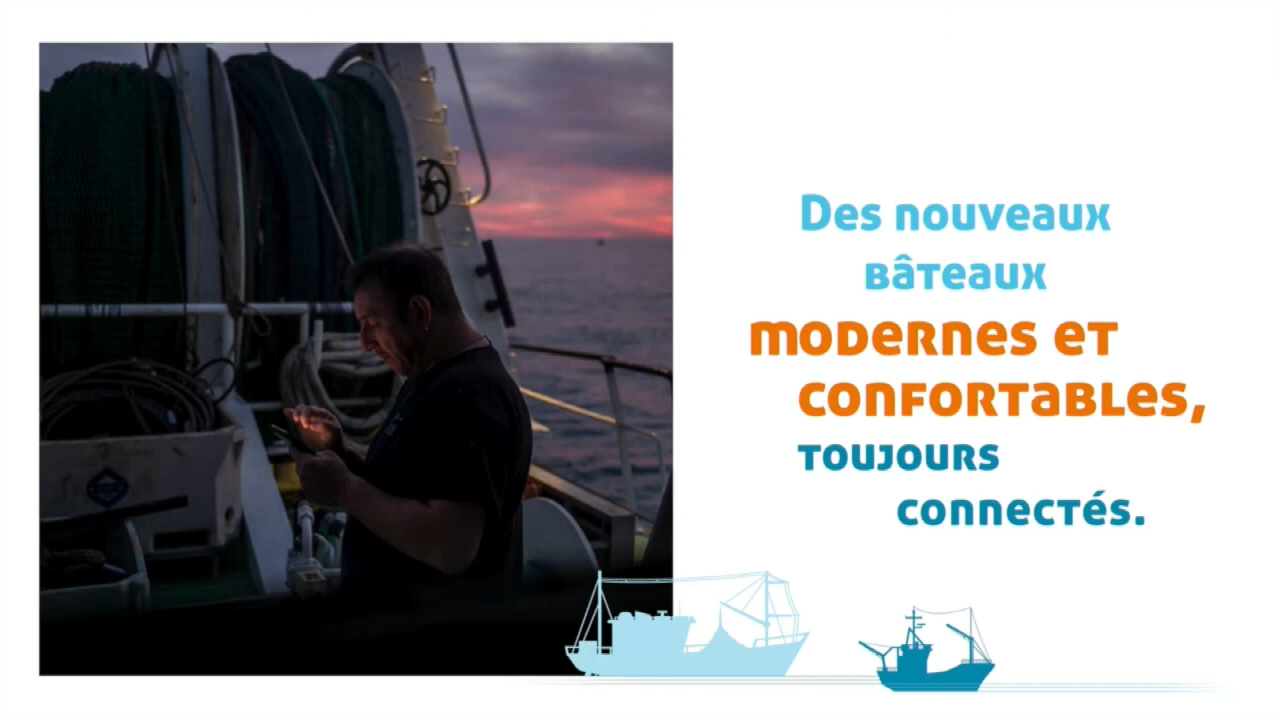 Des nouveaux
bâteaux
modernes et
confortables,
toujours
connectés.